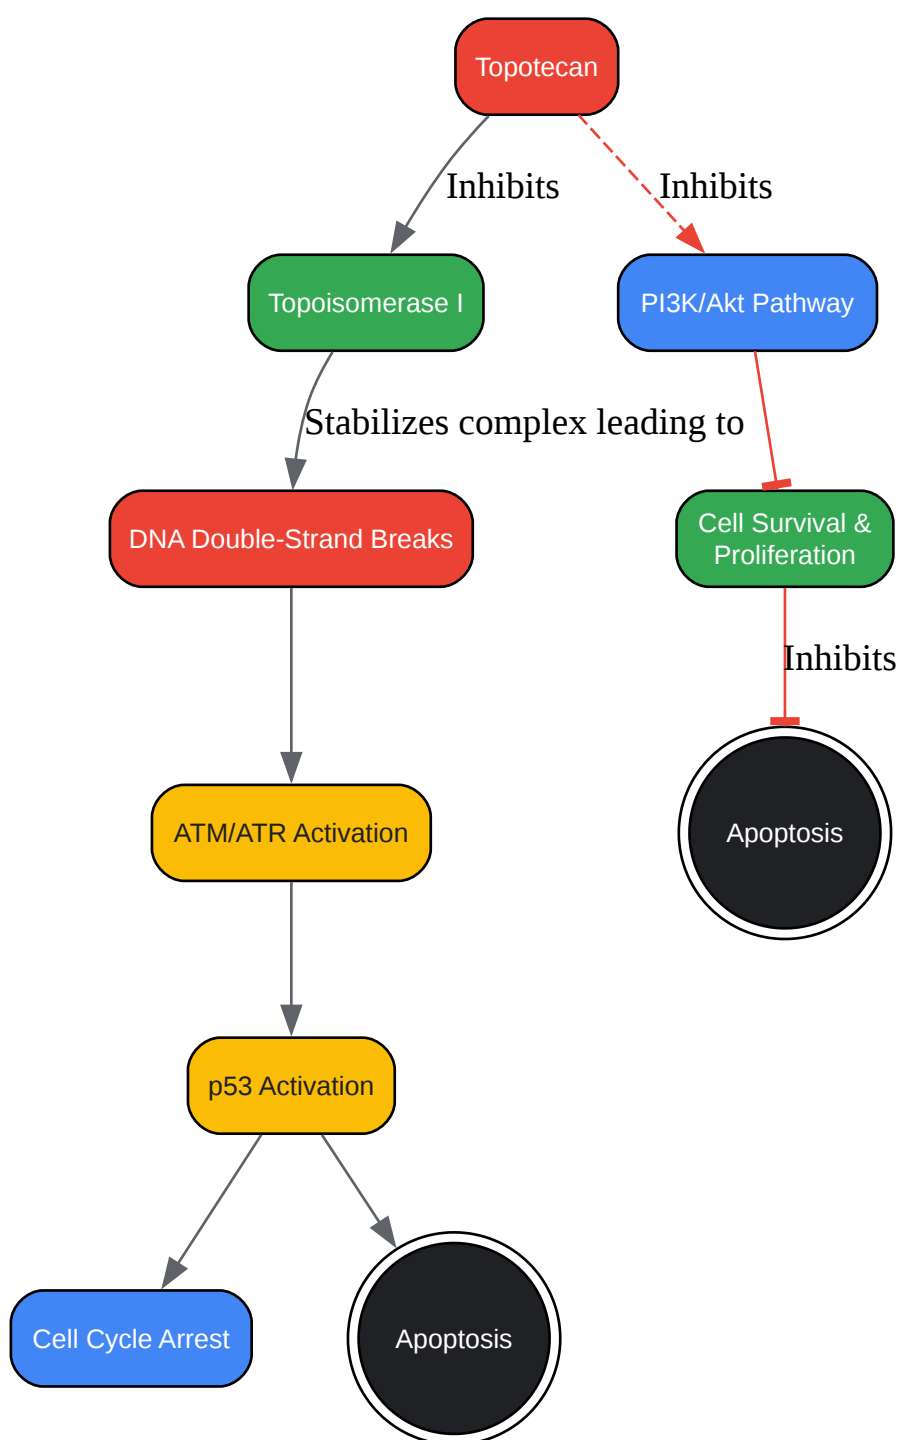 Topotecan
Inhibits
Inhibits
Topoisomerase I
PI3K/Akt Pathway
Stabilizes complex leading to
DNA Double-Strand Breaks
Cell Survival &
Proliferation
Inhibits
ATM/ATR Activation
Apoptosis
p53 Activation
Cell Cycle Arrest
Apoptosis